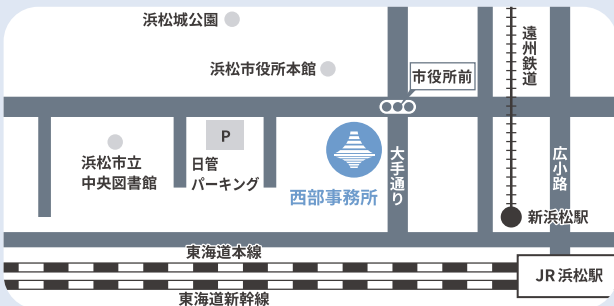 浜松城公園
浜松市役所本館
市役所前
遠州鉄道
P
日管
パーキング
浜松市立
中央図書館
西部事務所
大手通り
広小路
新浜松駅
東海道本線
JR浜松駅
東海道新幹線